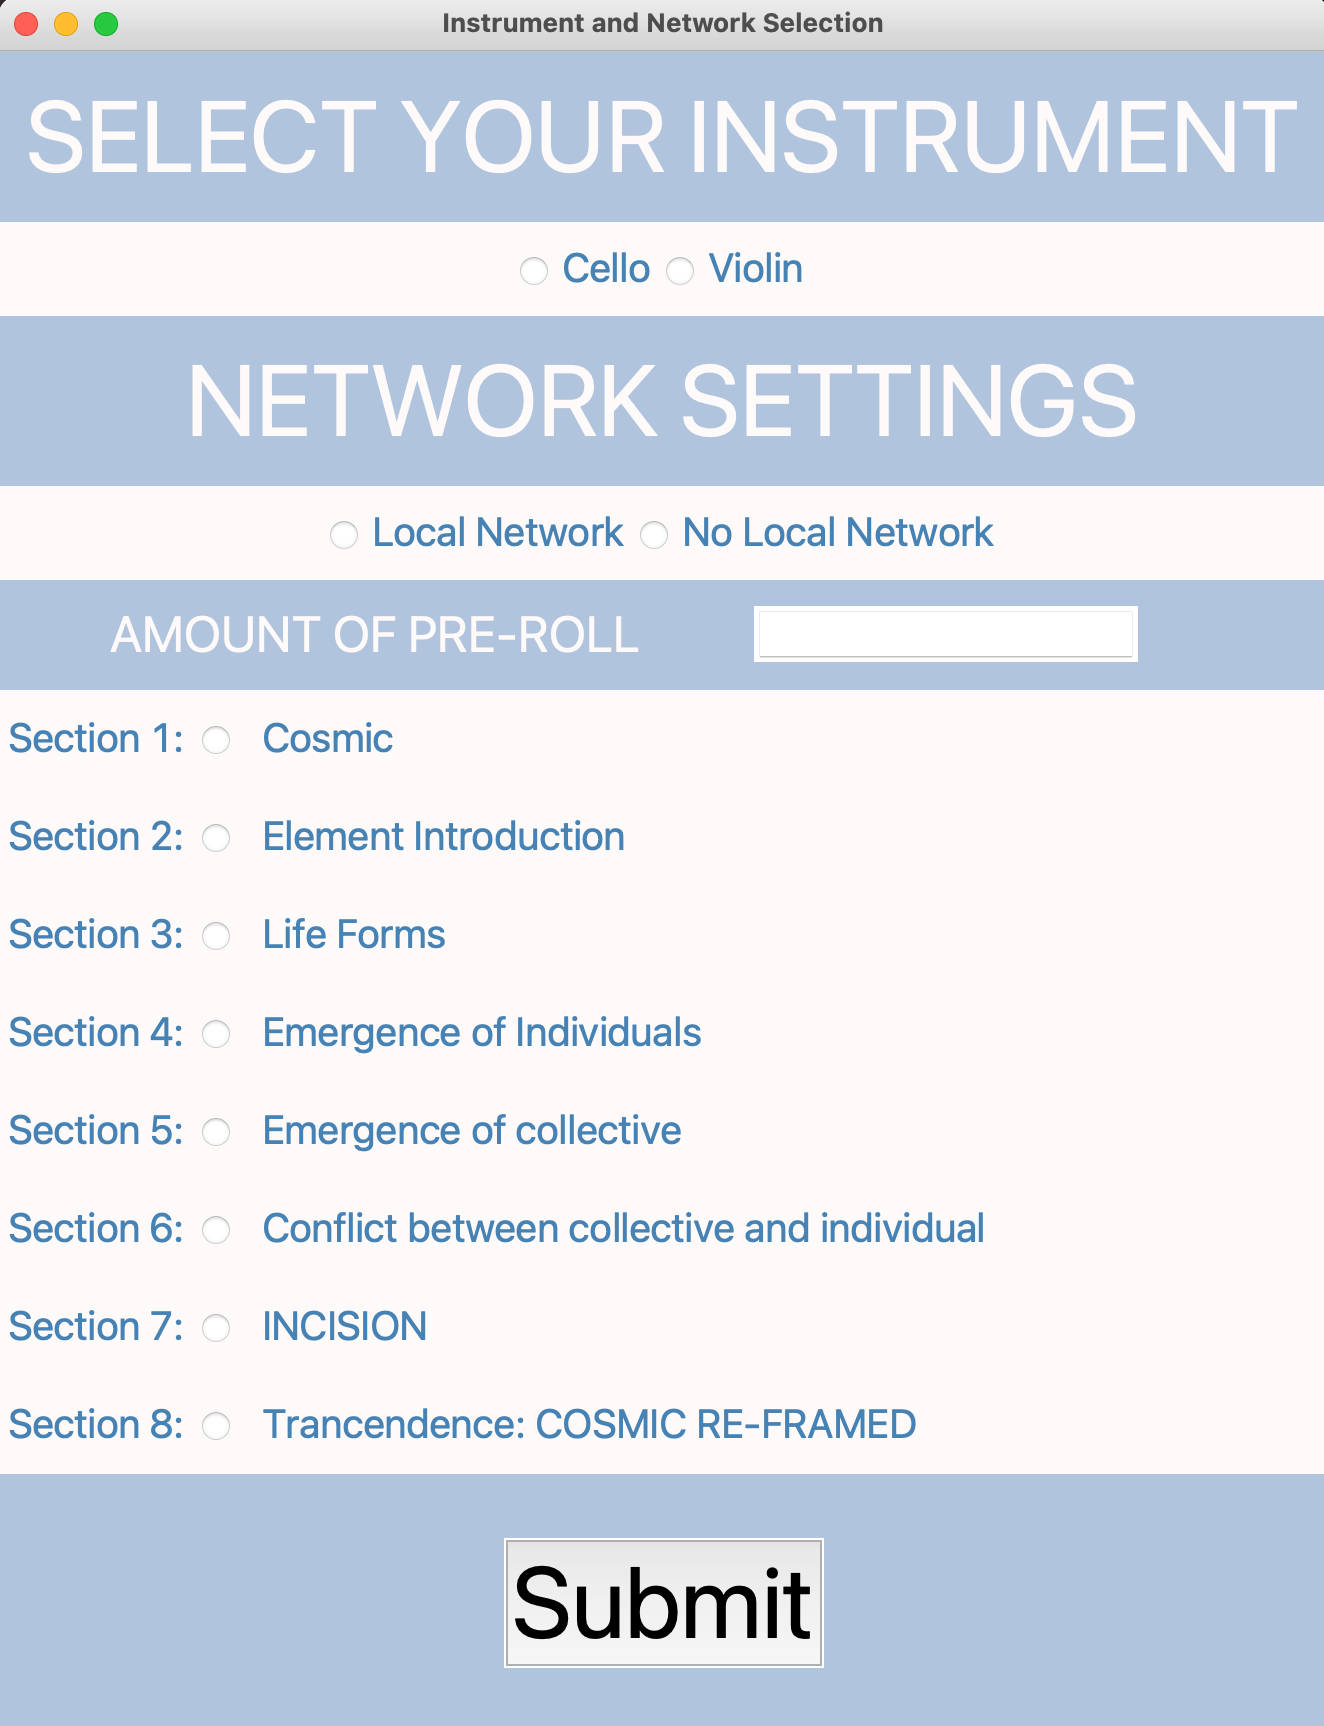 Instrument and Network Selection
SELECT YOUR INSTRUMENT
Cello Violin
NETWORK SETTINGS
Local Network No Local Network
AMOUNT OF PRE-ROLL
Section 1: Cosmic
Section 2: Element Introduction
Section 3: Life Forms
Section 4: Emergence of Individuals
Section 5: Emergence of collective
Section 6: Conflict between collective and individual
Section 7: INCISION
Section 8: Trancendence: COSMIC RE-FRAMED
Submit